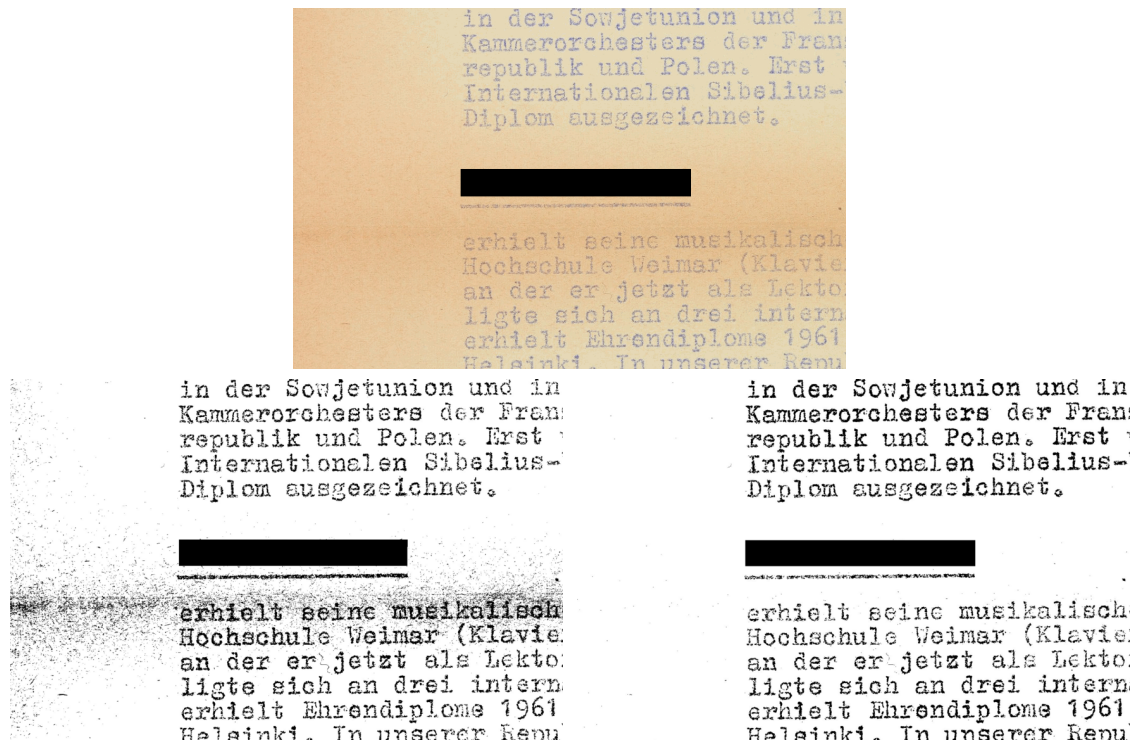 in der Sowjetunion und in
Kammerorchesters der Fran
republik und Polen. Erst
Internationalen Sibelius-
Diplom ausgezeichnet.
erhielt seine musikalisch
Hochschule Weimar (Klavie
an der er jetzt als Lekto
ligte sich an drei intern
erhielt Ehrendiplome 1961
Helsinki. In unserer Repu
in der Sowjetunion und in
Kammerorchesters der Fran
republik und Polen. Erst
Internationalen Sibelius-
Diplom ausgezeichnet.
erhielt seine musikalisch
Hochschule Weimar (Klavie
an der er jetzt als Lekto
ligte sich an drei intern
erhielt Ehrendiplome 1961
Helsinki. In unserer Repu
in der Sowjetunion und in
Kammerorchesters der Fran
republik und Polen. Erst
Internationalen Sibelius-
Diplom ausgezeichnet.
erhielt seine musikalisch
Hochschule Weimar (Klavie
an der er jetzt als Lekto
ligte sich an drei intern
erhielt Ehrendiplome 1961
Helsinki. In unserer Repu